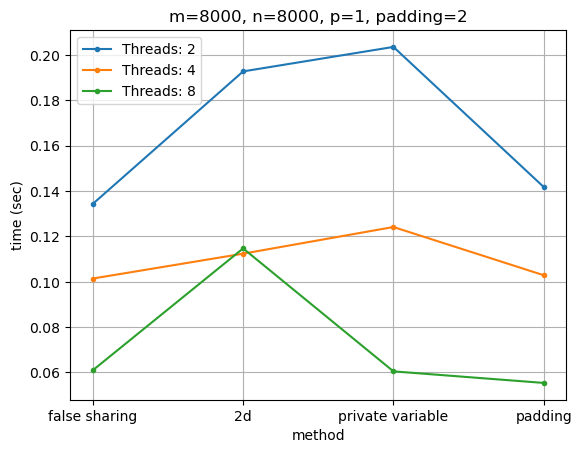 m=8000, n=8000, p=1, padding=2
Threads: 2
Threads: 4
Threads: 8
time (sec)
0.20
0.18
0.16
0.14
0.12
0.10
0.08
0.06
false sharing
2d
private variable
padding
method